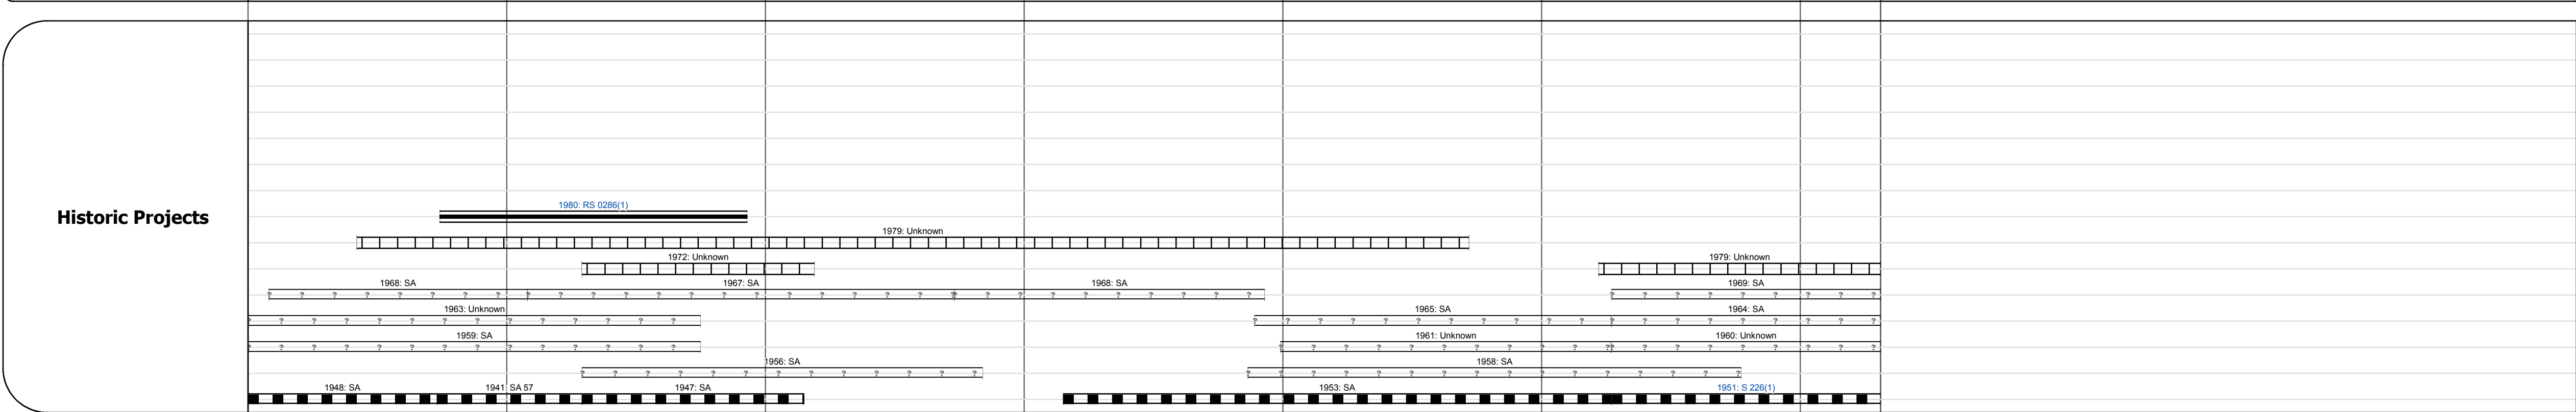 Historic Projects
1980: RS 0286(1)
1979: Unknown
1972: Unknown
1979: Unknown
1968: SA
1967: SA
1968: SA
1969: SA
? ? ? ? ? ? ? ? ? ? ? ? ? ? ? ? ? ? ? ? ? ? ? ? ? ? ? ? ? ? ? ? ? ? ? ? ? ? ? ? ?
1963: Unknown
1965: SA
1964: SA
? ? ? ? ? ? ? ? ? ? ? ? ? ? ? ? ? ? ? ? ? ? ? ? ? ? ? ? ? ? ? ? ? ? ?
1959: SA
1961: Unknown
1960: Unknown
? ? ? ? ? ? ? ? ? ? ? ? ? ? ? ? ? ? ? ? ? ? ? ? ? ? ? ? ? ? ? ? ? ? ?
1956: SA
1958: SA
? ? ? ? ? ? ? ? ? ? ? ? ? ? ? ? ? ? ? ? ? ? ? ? ? ? ? ? ?
1948: SA
1941: SA 57
1947: SA
1953: SA
1951: S 226(1)